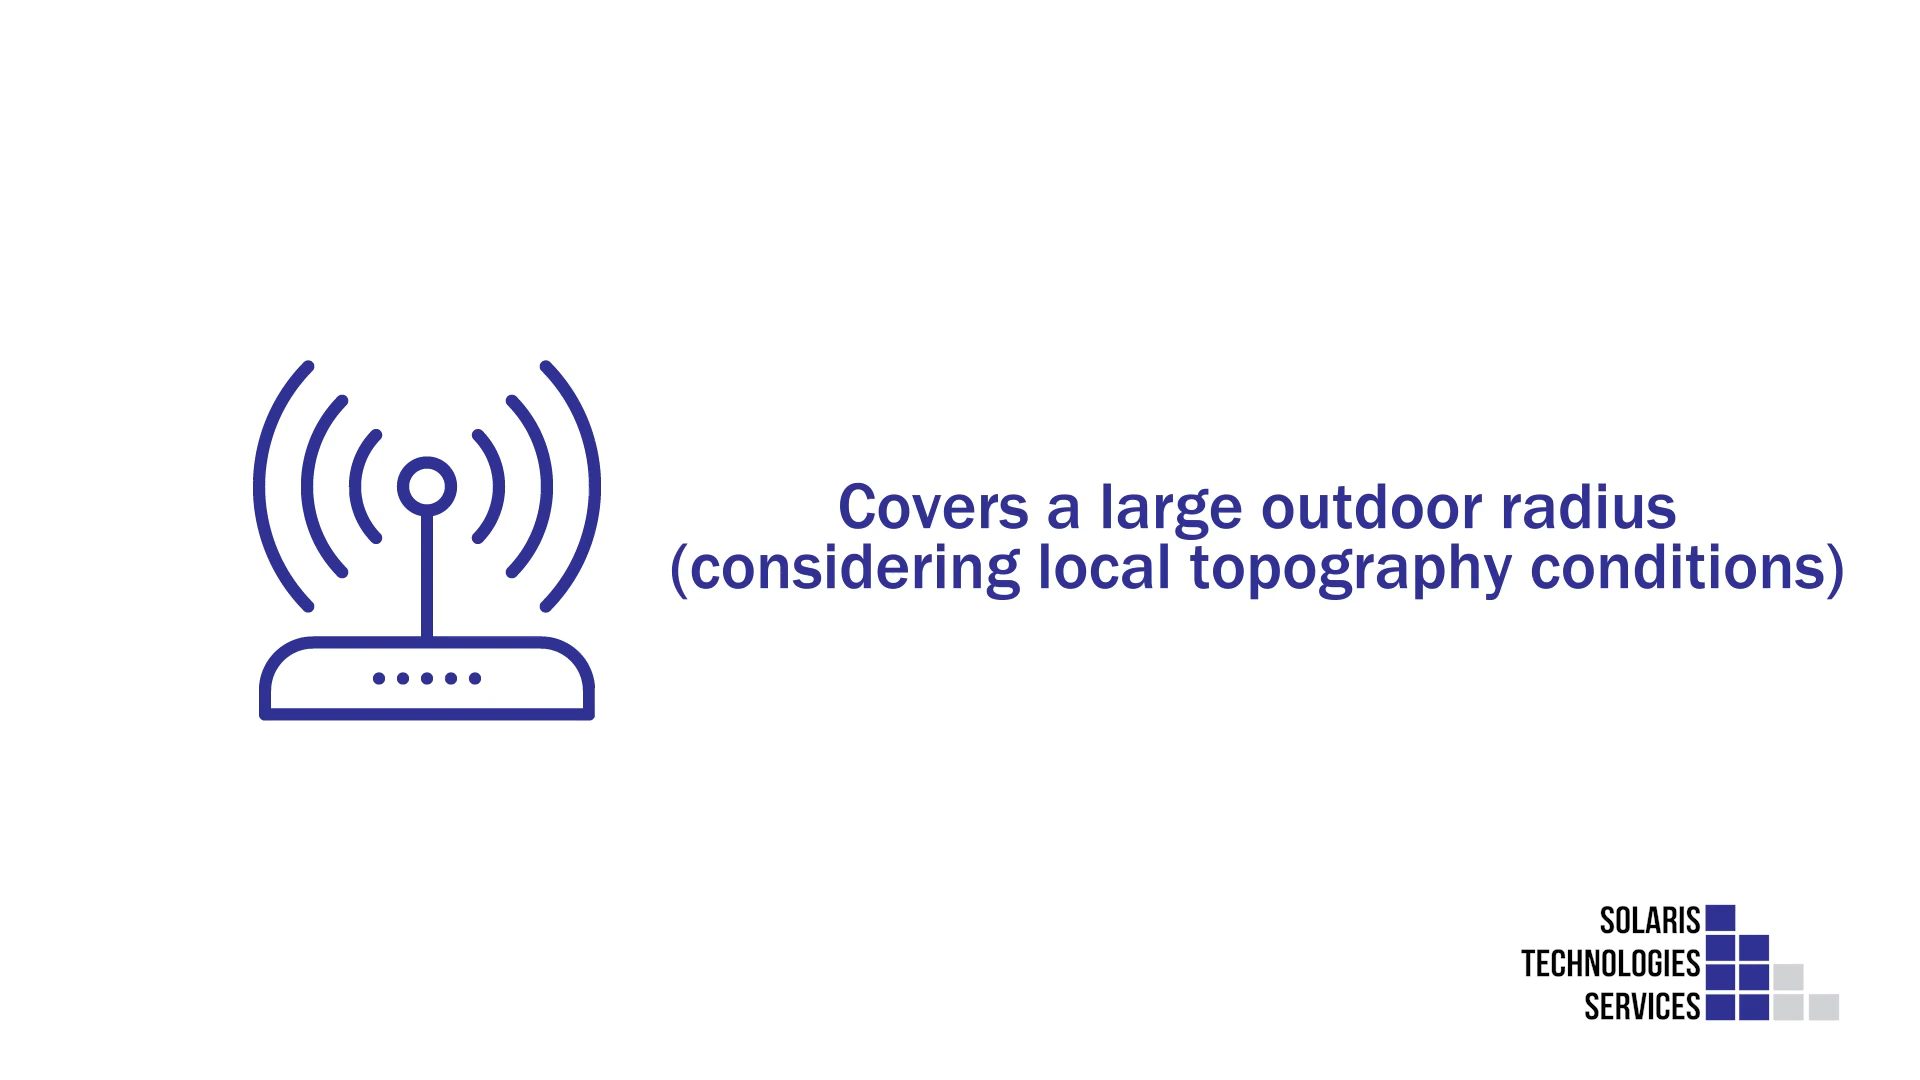 Covers a large outdoor radius
(considering local topography conditions)
SOLARIS
TECHNOLOGIES
SERVICES